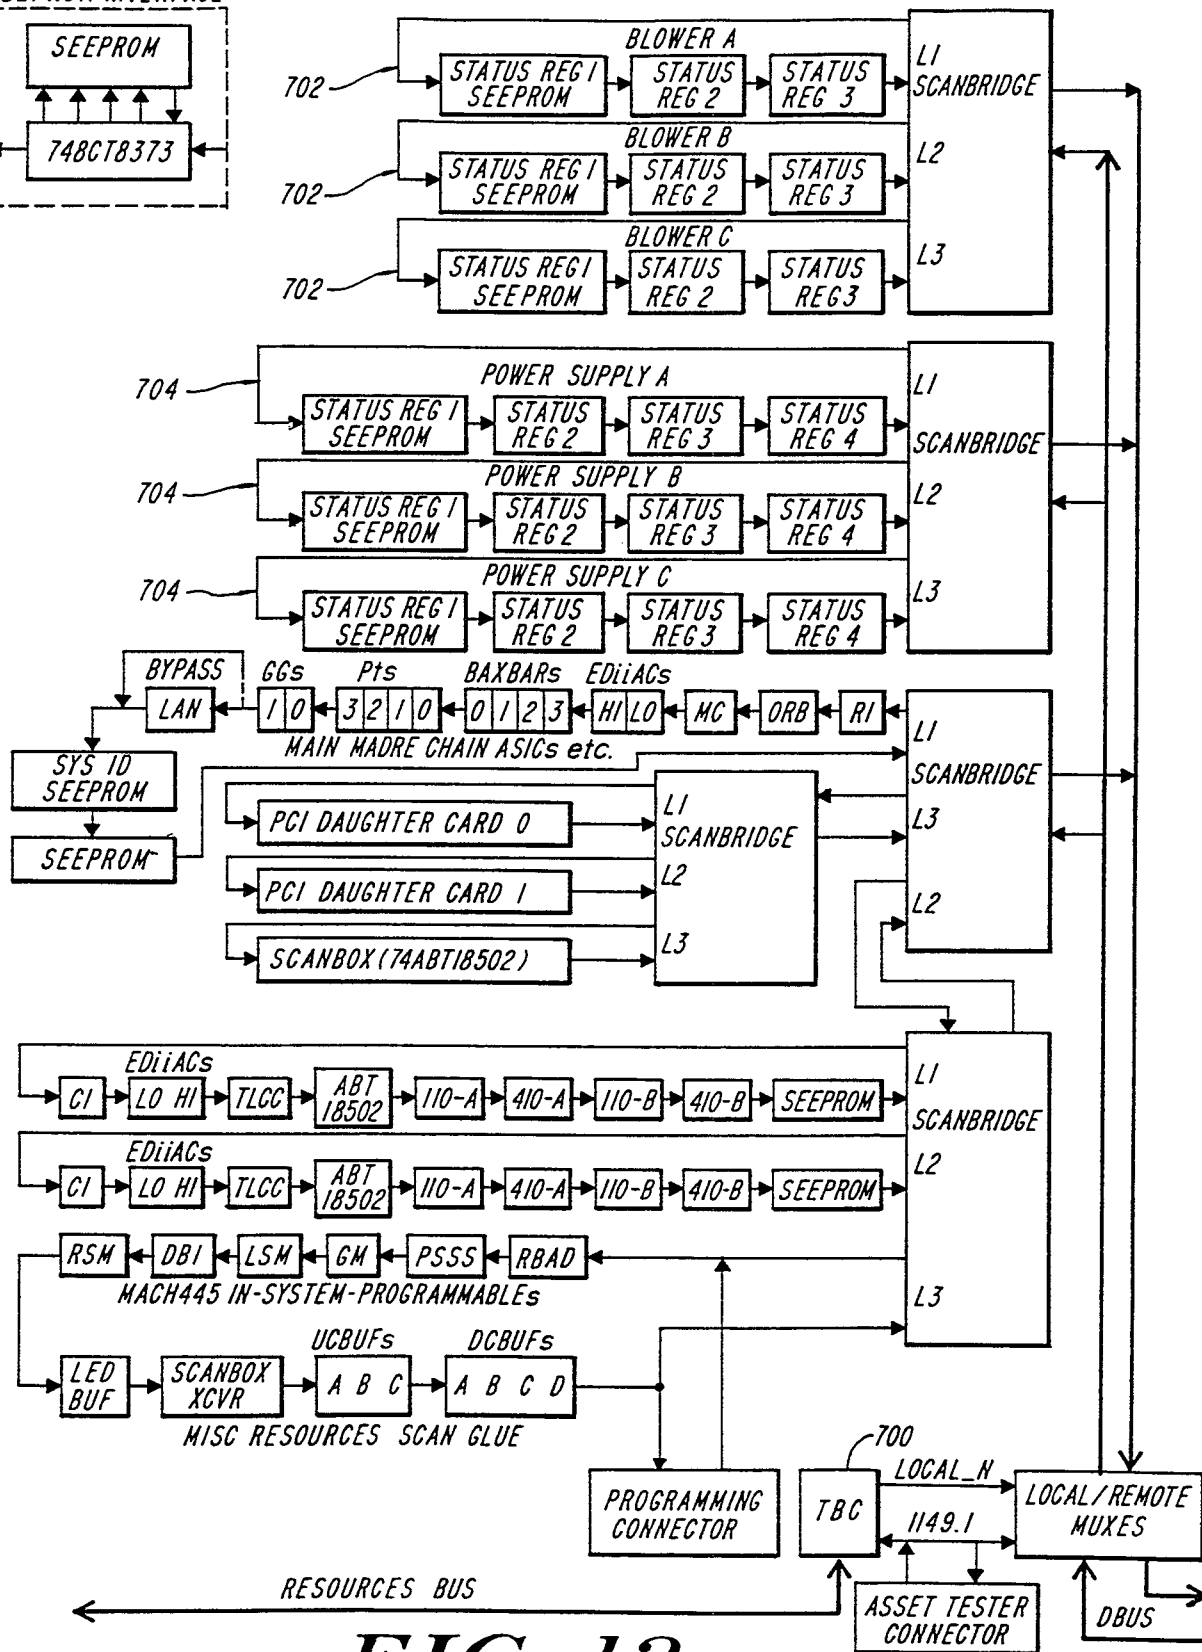 SEEPROM
748CT8373
BLOWER A
702
STATUS REG 1
SEEPROM
STATUS
REG 2
STATUS
REG 3
L1
SCANBRIDGE
BLOWER B
702
STATUS REG 1
SEEPROM
STATUS
REG 2
STATUS
REG 3
L2
BLOWER C
702
STATUS REG 1
SEEPROM
STATUS
REG 2
STATUS
REG 3
L3
POWER SUPPLY A
704
STATUS REG 1
SEEPROM
STATUS
REG 2
STATUS
REG 3
STATUS
REG 4
L1
SCANBRIDGE
POWER SUPPLY B
704
STATUS REG 1
SEEPROM
STATUS
REG 2
STATUS
REG 3
STATUS
REG 4
L2
POWER SUPPLY C
704
STATUS REG 1
SEEPROM
STATUS
REG 2
STATUS
REG 3
STATUS
REG 4
L3
BYPASS GGs Pts BAXBARs EDiiACs
LAN 1 0 3 2 1 0 0 1 2 3 HI LO MC ORB RI
MAIN MADRE CHAIN ASICs etc.
L1
SCANBRIDGE
L3
L2
SYS ID
SEEPROM
SEEPROM
PCI DAUGHTER CARD 0
L1
SCANBRIDGE
PCI DAUGHTER CARD 1
L2
SCANBOX (74ABT18502)
L3
EDiiACs
CI LO HI TLCC ABT
18502 110-A 410-A 110-B 410-B SEEPROM
L1
SCANBRIDGE
EDiiACs
CI LO HI TLCC ABT
18502 110-A 410-A 110-B 410-B SEEPROM
L2
RSM DBI LSM GM PSSS RBAD
MACH445 IN-SYSTEM-PROGRAMMABLEs
L3
UCBUFs DCBUFs
LED
BUF
SCANBOX
XCVR
A B C A B C D
MISC RESOURCES SCAN GLUE
PROGRAMMING
CONNECTOR
700
TBC
LOCAL_N
1149.1
LOCAL/REMOTE
MUXES
RESOURCES BUS
ASSET TESTER
CONNECTOR
DBUS